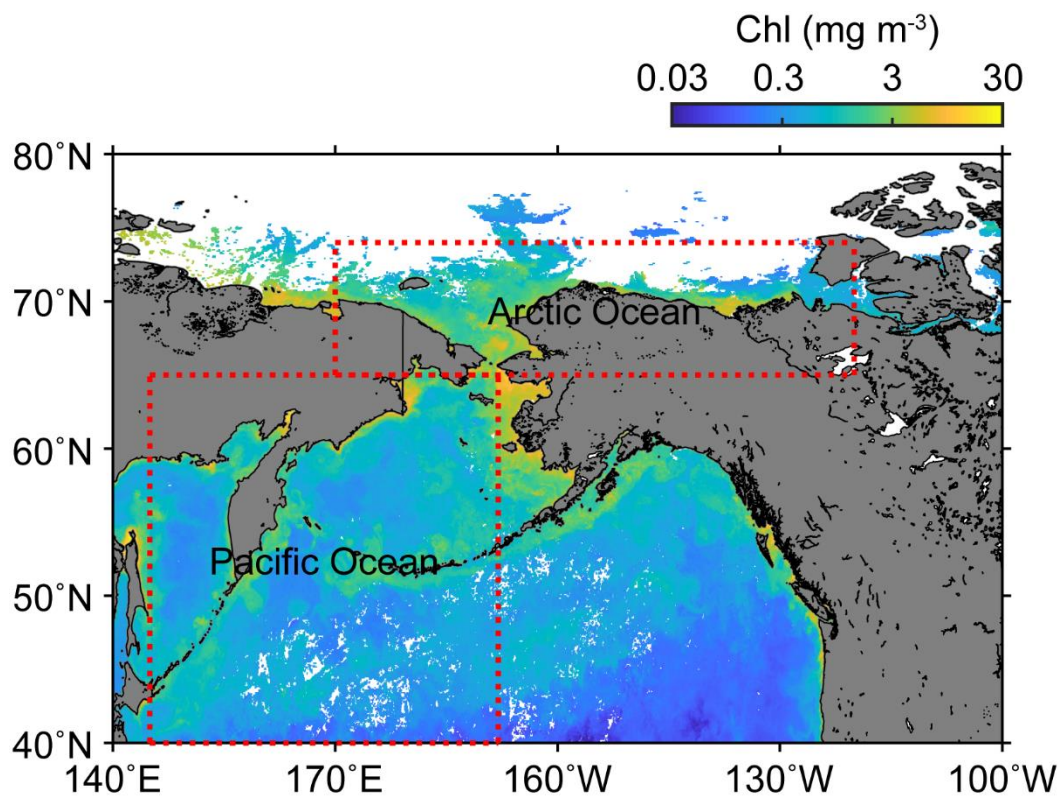 Chl (mg m⁻³)
0.03 0.3 3 30
80°N
70°N
Arctic Ocean
60°N
Pacific Ocean
50°N
40°N
140°E 170°E 160°W 130°W 100°W